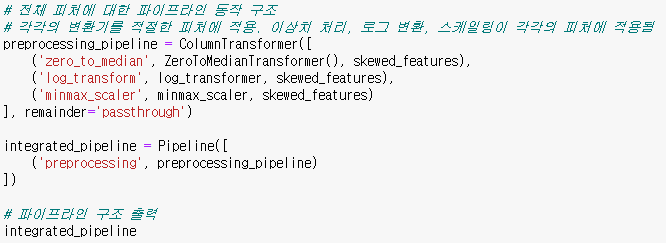 # 전체 피처에 대한 파이프라인 동작 구조
# 각각의 변환기를 적절한 피처에 적용. 이상치 처리, 로그 변환, 스케일링이 각각의 피처에 적용됨
preprocessing_pipeline = ColumnTransformer([
    ('zero_to_median', ZeroToMedianTransformer(), skewed_features),
    ('log_transform', log_transformer, skewed_features),
    ('minmax_scaler', minmax_scaler, skewed_features)
], remainder='passthrough')

integrated_pipeline = Pipeline([
    ('preprocessing', preprocessing_pipeline)
])

# 파이프라인 구조 출력
integrated_pipeline